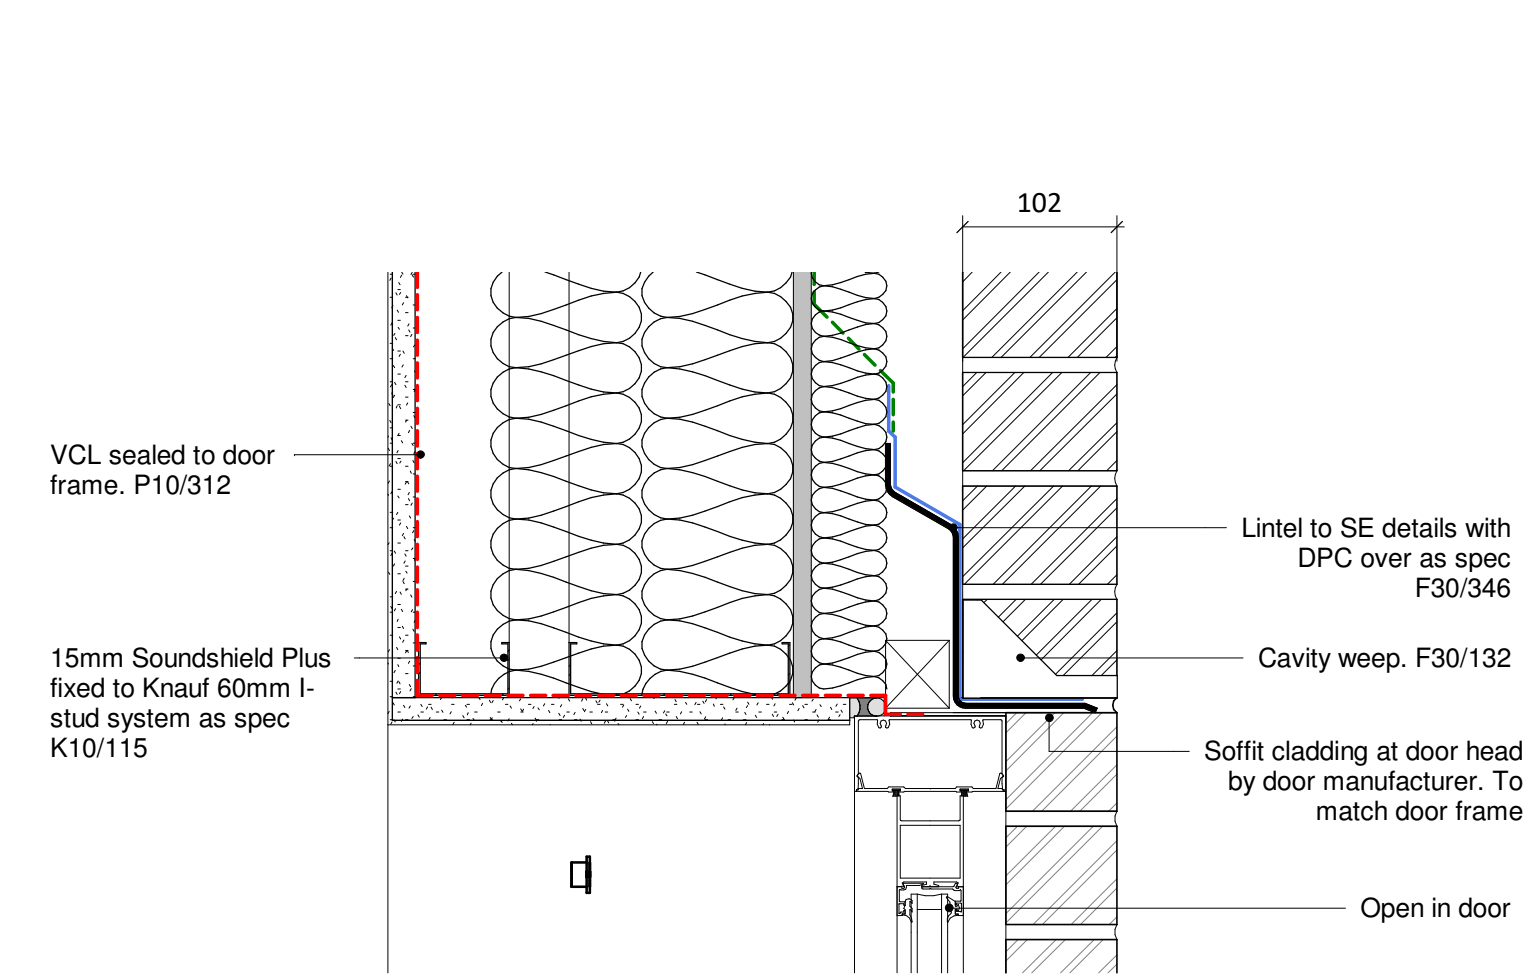 102
VCL sealed to door
frame. P10/312
Lintel to SE details with
DPC over as spec
F30/346
15mm Soundshield Plus
fixed to Knauf 60mm I-
stud system as spec
K10/115
Cavity weep. F30/132
Soffit cladding at door head
by door manufacturer. To
match door frame
Open in door